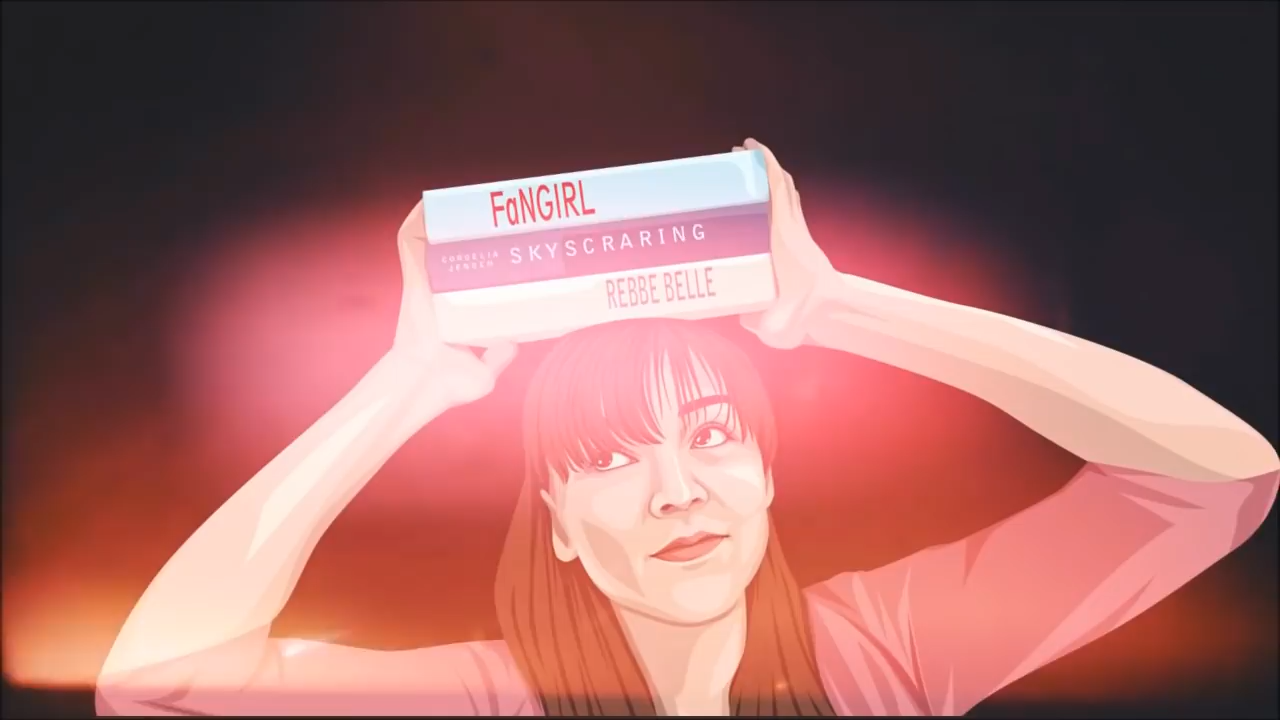 FaNGIRL
CORDELIA
JENSEN
SKYSCRARING
REBBE BELLE